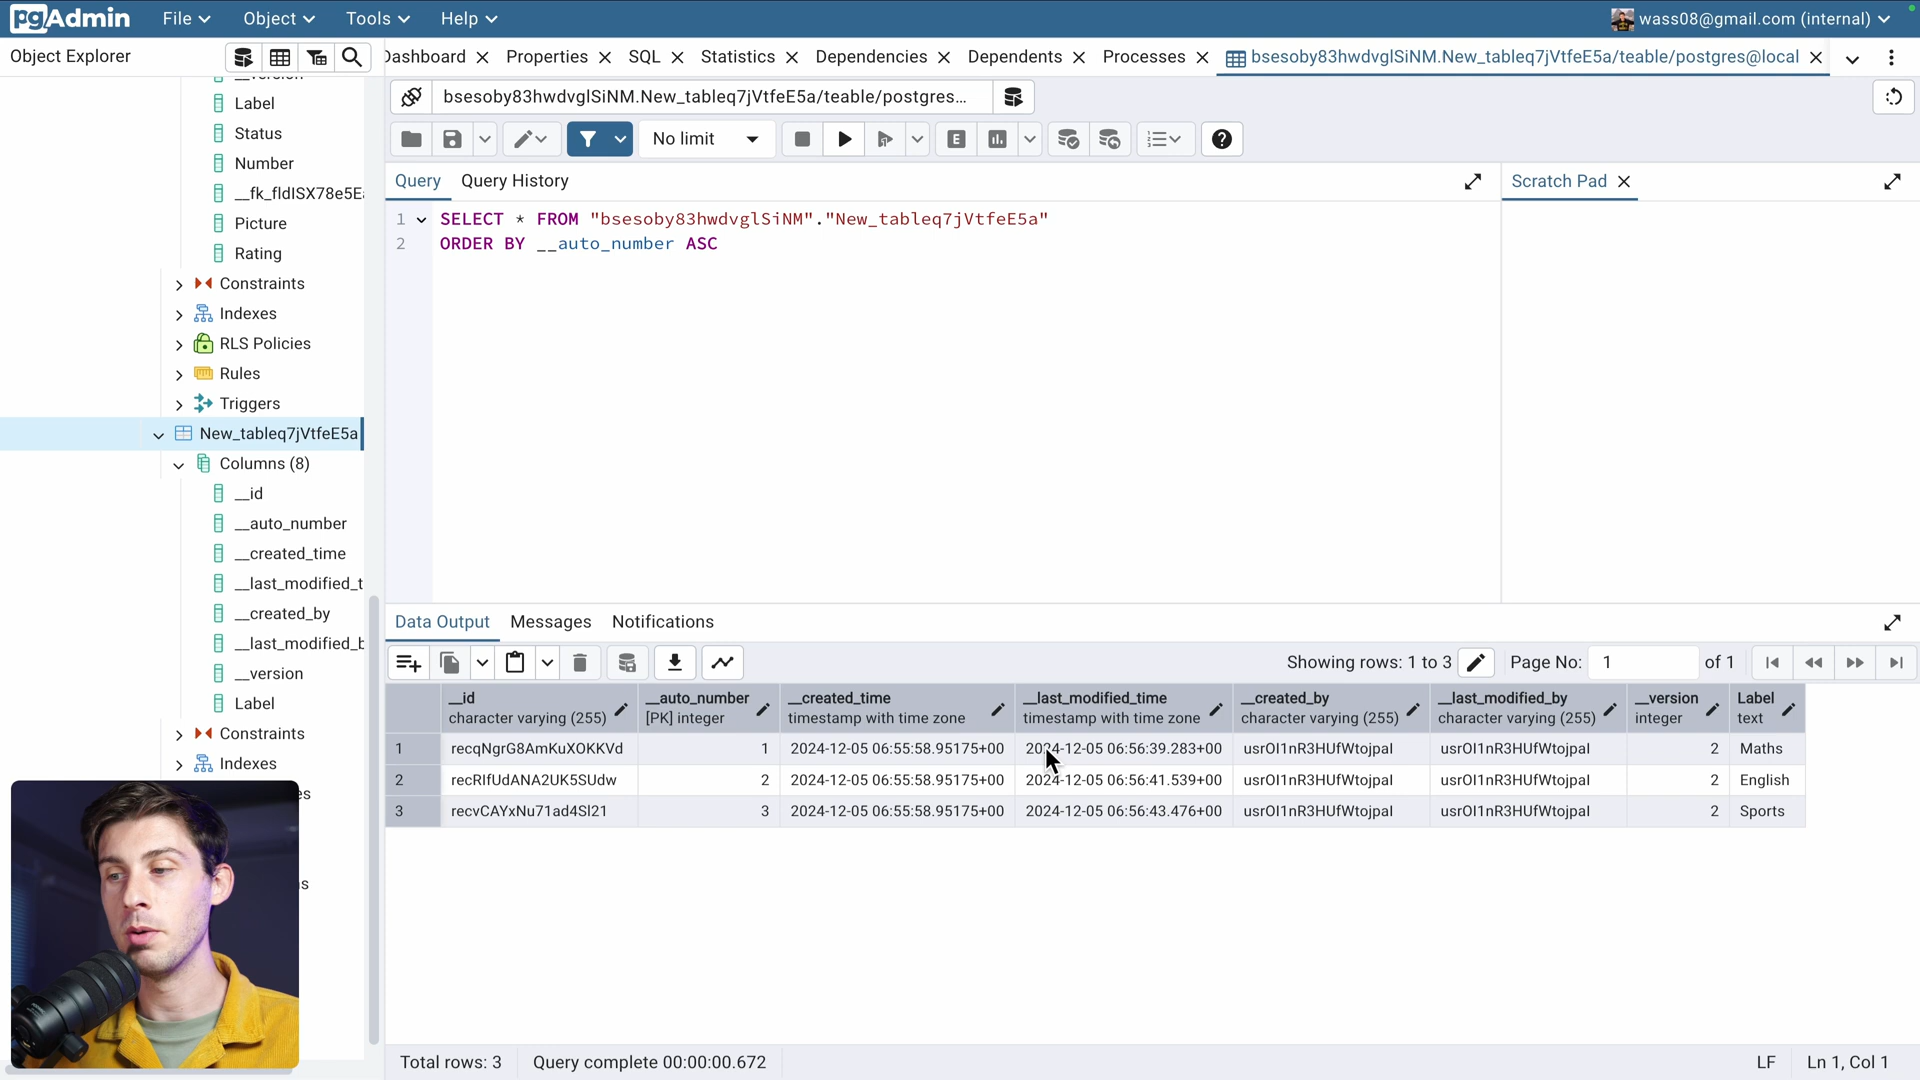 pgAdmin
File
Object
Tools
Help
wass08@gmail.com (internal)
Object Explorer
Dashboard
Properties
SQL
Statistics
Dependencies
Dependents
Processes
bsesoby83hwdvglSiNM.New_tableq7jVtfeE5a/teable/postgres@local
bsesoby83hwdvglSiNM.New_tableq7jVtfeE5a/teable/postgres...
No limit
E
Query
Query History
Scratch Pad
1 SELECT * FROM "bsesoby83hwdvglSiNM"."New_tableq7jVtfeE5a"
2 ORDER BY __auto_number ASC
__version
Label
Status
Number
__fk_fldISX78e5E
Picture
Rating
Constraints
Indexes
RLS Policies
Rules
Triggers
New_tableq7jVtfeE5a
Columns (8)
__id
__auto_number
__created_time
__last_modified_t
__created_by
__last_modified_b
__version
Label
Constraints
Indexes
es
s
Data Output
Messages
Notifications
Showing rows: 1 to 3
Page No: 1 of 1
__id __auto_number __created_time __last_modified_time __created_by __last_modified_by __version Label
character varying (255) [PK] integer timestamp with time zone timestamp with time zone character varying (255) character varying (255) integer text
1 recqNgrG8AmKuXOKKVd 1 2024-12-05 06:55:58.95175+00 2024-12-05 06:56:39.283+00 usrOI1nR3HUfWtojpal usrOI1nR3HUfWtojpal 2 Maths
2 recRIfUdANA2UK5SUdw 2 2024-12-05 06:55:58.95175+00 2024-12-05 06:56:41.539+00 usrOI1nR3HUfWtojpal usrOI1nR3HUfWtojpal 2 English
3 recvCAYxNu71ad4Sl21 3 2024-12-05 06:55:58.95175+00 2024-12-05 06:56:43.476+00 usrOI1nR3HUfWtojpal usrOI1nR3HUfWtojpal 2 Sports
Total rows: 3
Query complete 00:00:00.672
LF
Ln 1, Col 1